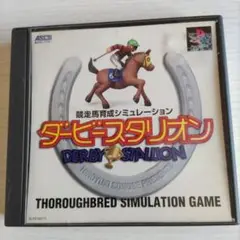 ASCII
競走馬育成シミュレーション
ダービースタリオン
DERBY STALLION
THOROUGHBRED SIMULATION GAME